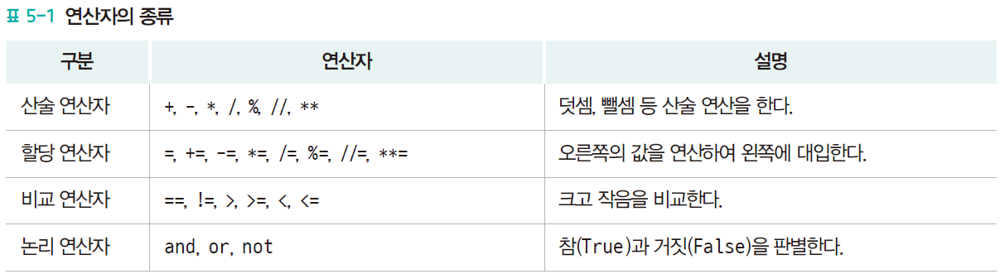 표 5-1 연산자의 종류
구분 연산자 설명
산술 연산자 +, -, *, /, %, //, ** 덧셈, 뺄셈 등 산술 연산을 한다.
할당 연산자 =, +=, -=, *=, /=, %=, //=, **= 오른쪽의 값을 연산하여 왼쪽에 대입한다.
비교 연산자 ==, !=, >, >=, <, <= 크고 작음을 비교한다.
논리 연산자 and, or, not 참(True)과 거짓(False)을 판별한다.